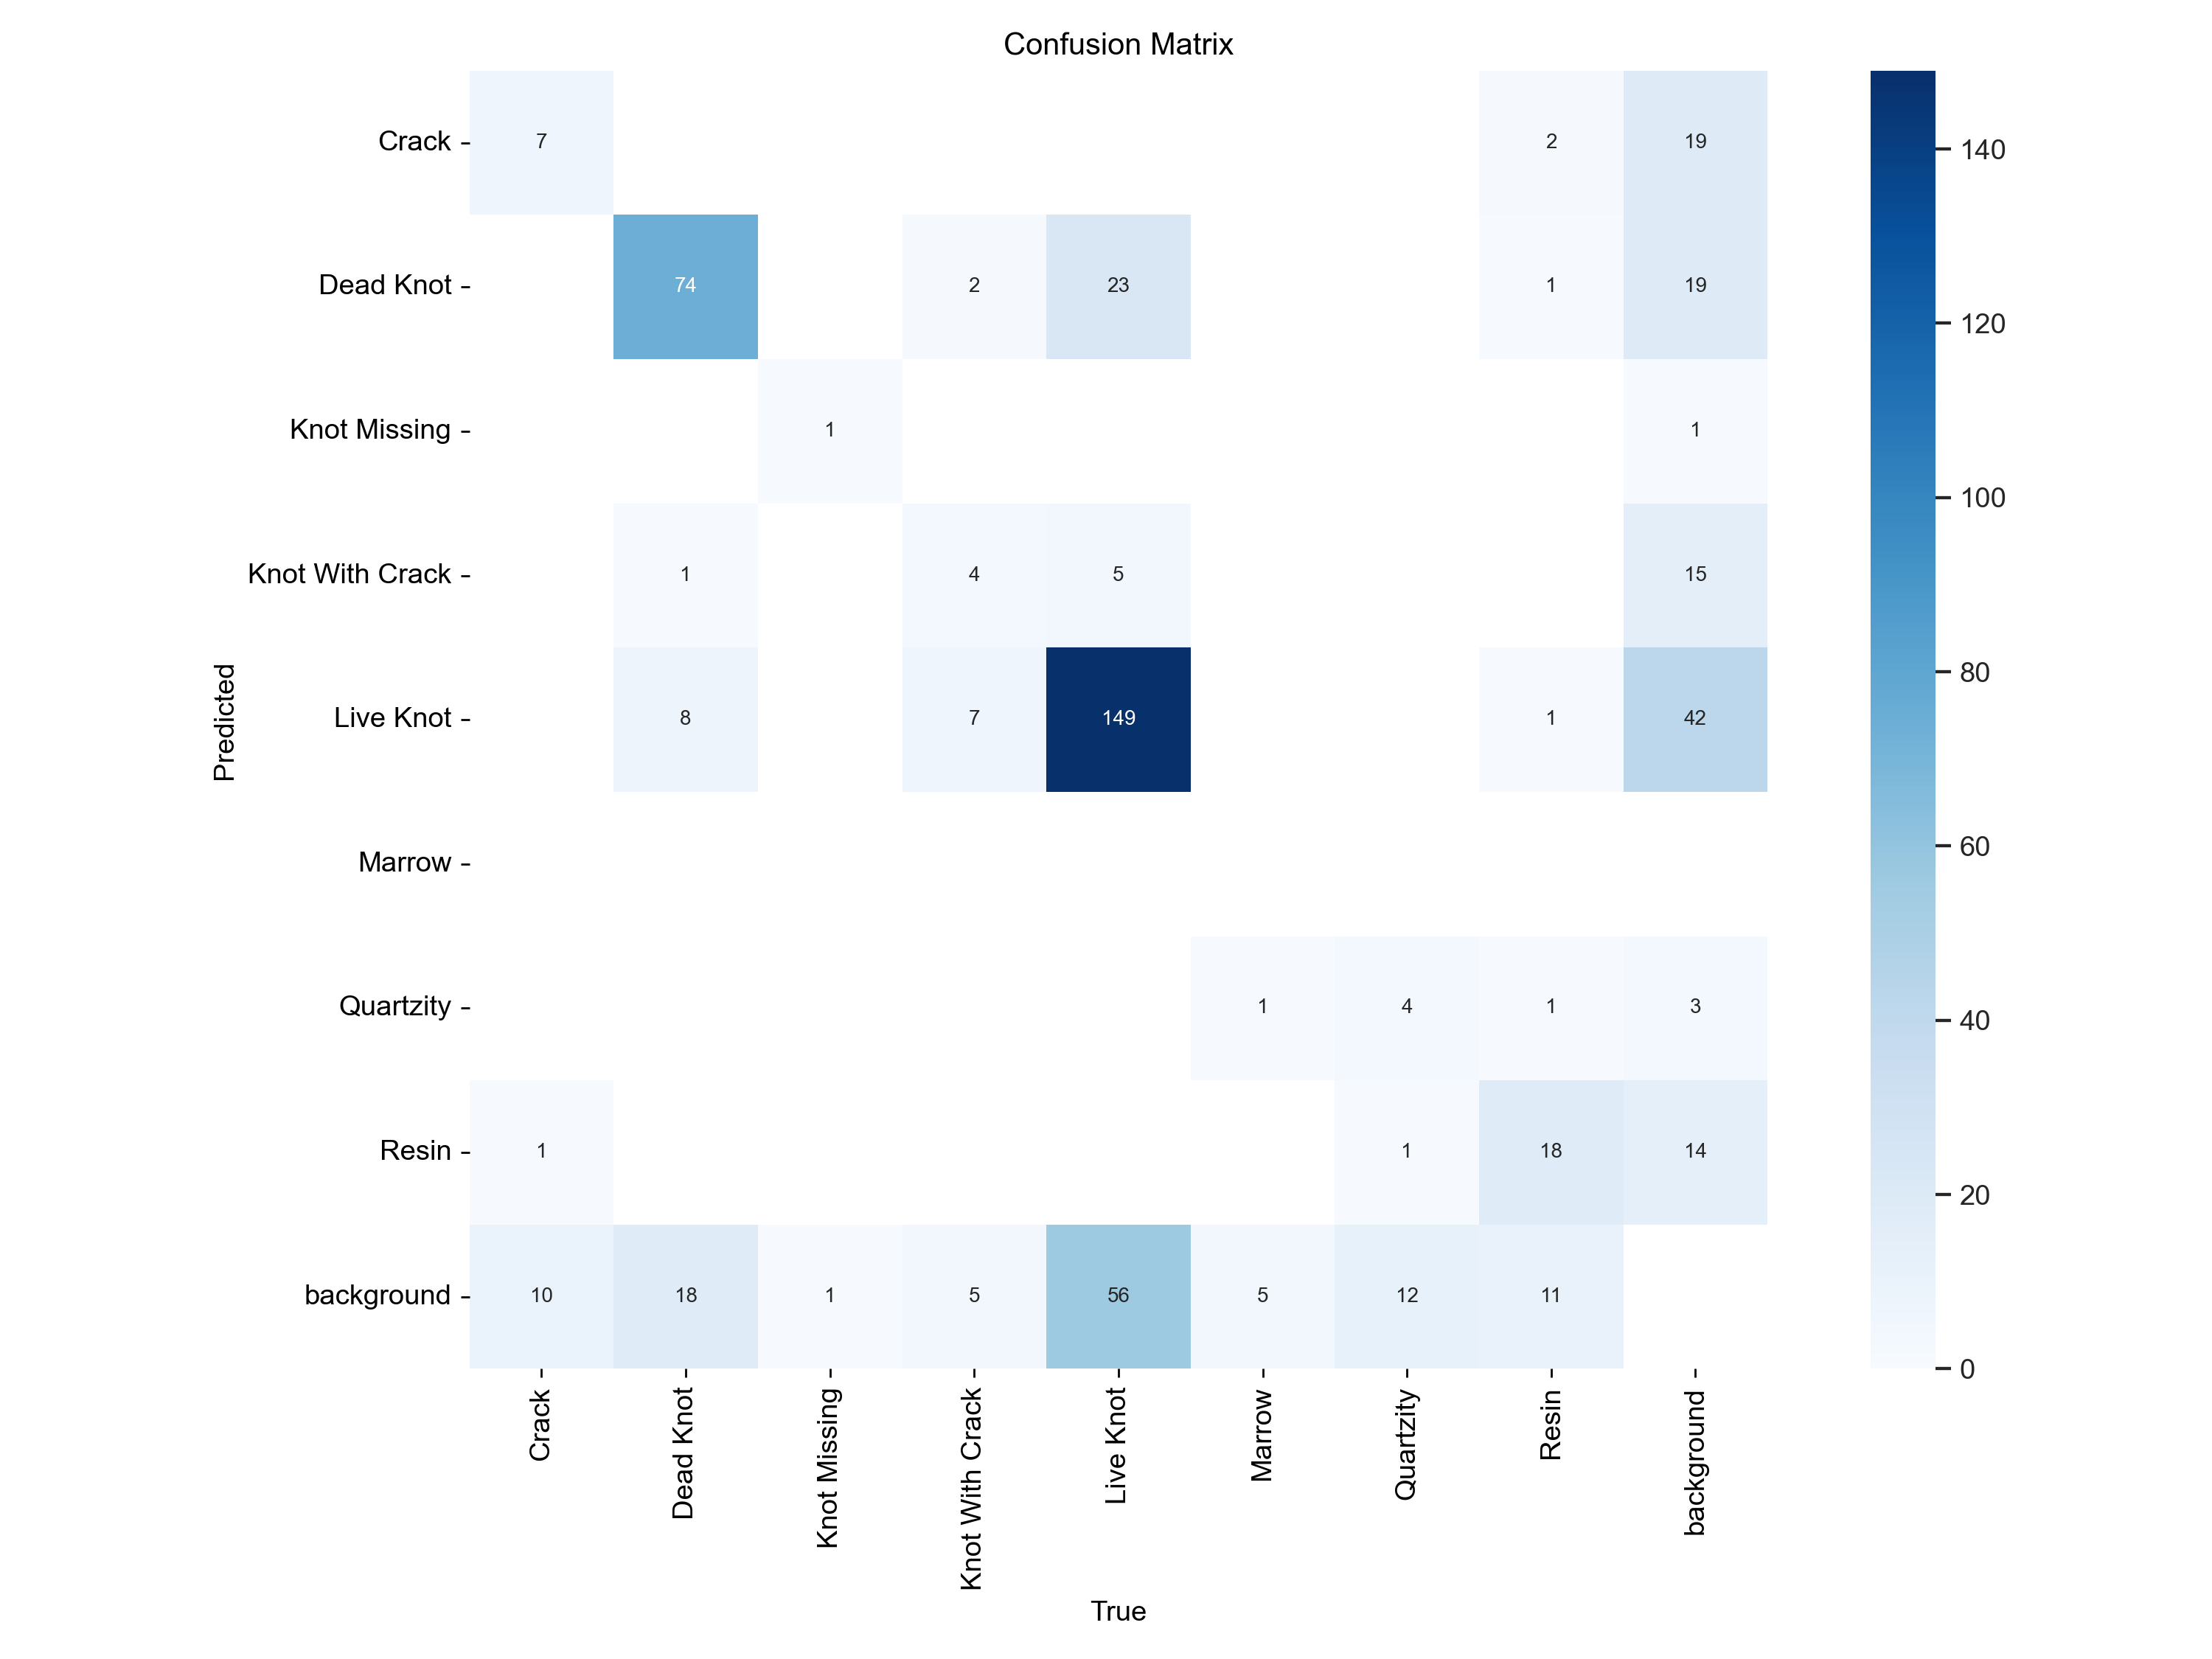 Confusion Matrix
Crack 7 2 19
Dead Knot 74 2 23 1 19
Knot Missing 1 1
Knot With Crack 1 4 5 15
Live Knot 8 7 149 1 42
Marrow
Quartzity 1 4 1 3
Resin 1 1 18 14
background 10 18 1 5 56 5 12 11
Predicted
Crack Dead Knot Knot Missing Knot With Crack Live Knot Marrow Quartzity Resin background
True
140
120
100
80
60
40
20
0